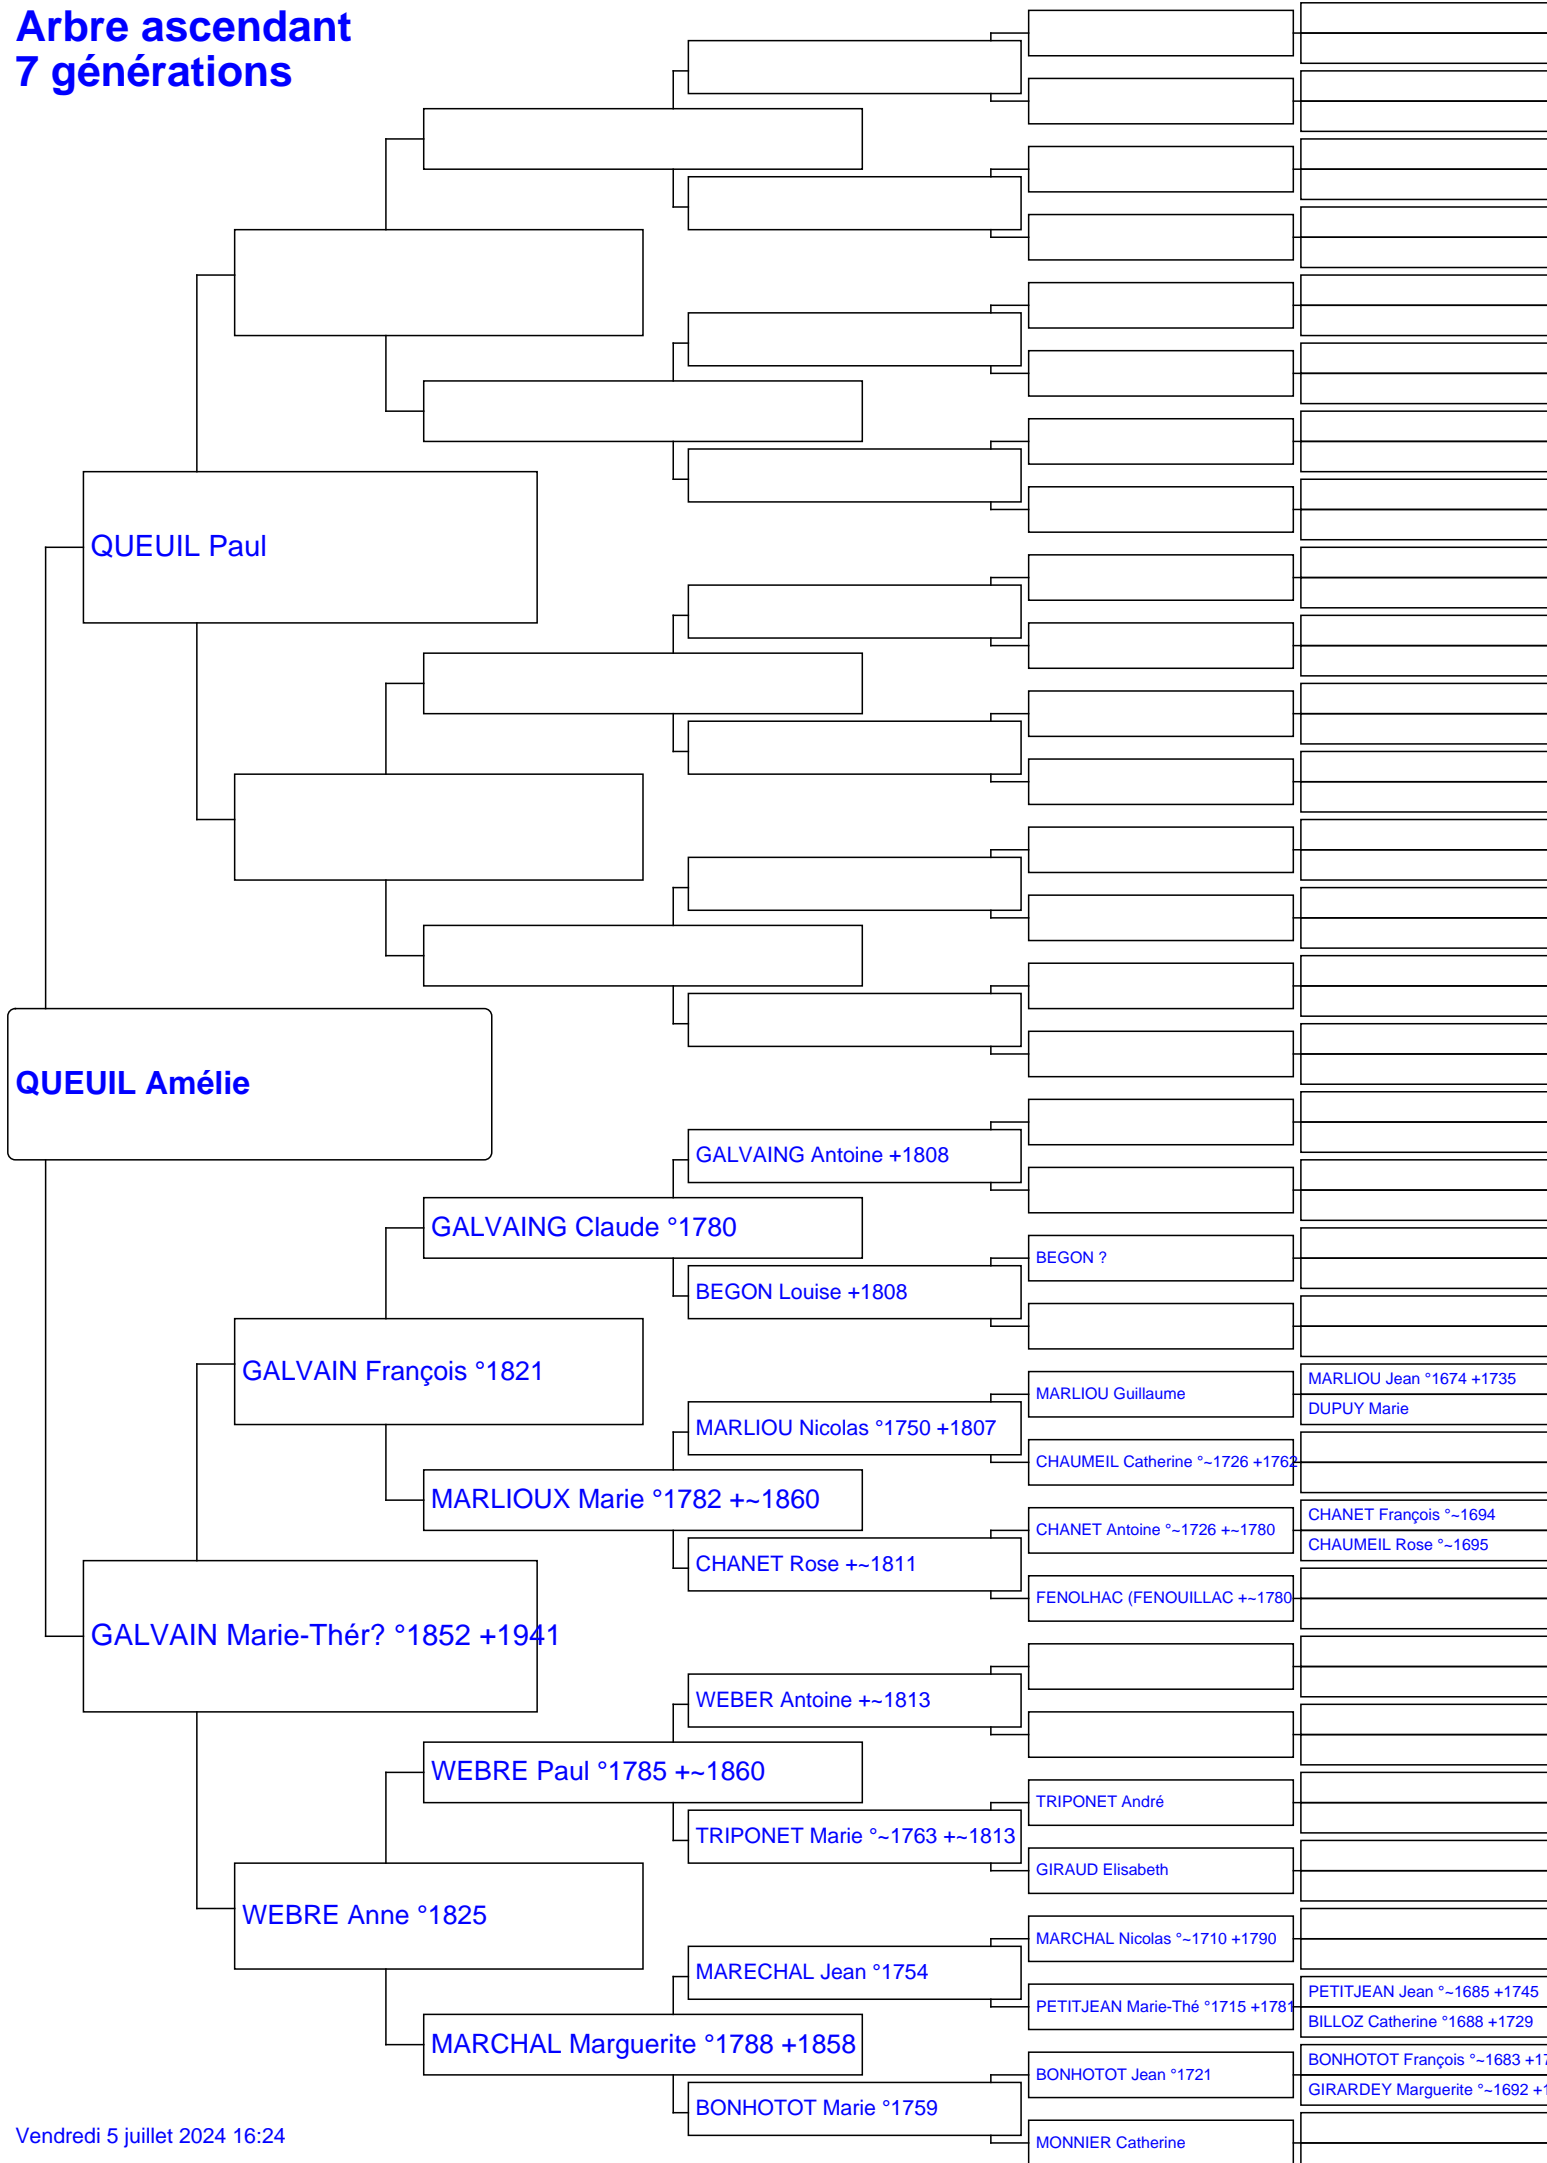 Arbre ascendant
7 générations
QUEUIL Paul
QUEUIL Amélie
GALVAING Antoine +1808
GALVAING Claude °1780
BEGON ?
BEGON Louise +1808
GALVAIN François °1821
MARLIOU Jean °1674 +1735
MARLIOU Guillaume
DUPUY Marie
MARLIOU Nicolas °1750 +1807
CHAUMEIL Catherine °~1726 +1762
MARLIOUX Marie °1782 +~1860
CHANET François °~1694
CHANET Antoine °~1726 +~1780
CHAUMEIL Rose °~1695
CHANET Rose +~1811
FENOLHAC (FENOUILLAC +~1780
GALVAIN Marie-Thér? °1852 +1941
WEBER Antoine +~1813
WEBRE Paul °1785 +~1860
TRIPONET André
TRIPONET Marie °~1763 +~1813
GIRAUD Elisabeth
WEBRE Anne °1825
MARCHAL Nicolas °~1710 +1790
MARECHAL Jean °1754
PETITJEAN Jean °~1685 +1745
PETITJEAN Marie-Thé °1715 +1781
BILLOZ Catherine °1688 +1729
MARCHAL Marguerite °1788 +1858
BONHOTOT François °~1683
BONHOTOT Jean °1721
GIRARDEY Marguerite °~1692
BONHOTOT Marie °1759
MONNIER Catherine
Vendredi 5 juillet 2024 16:24